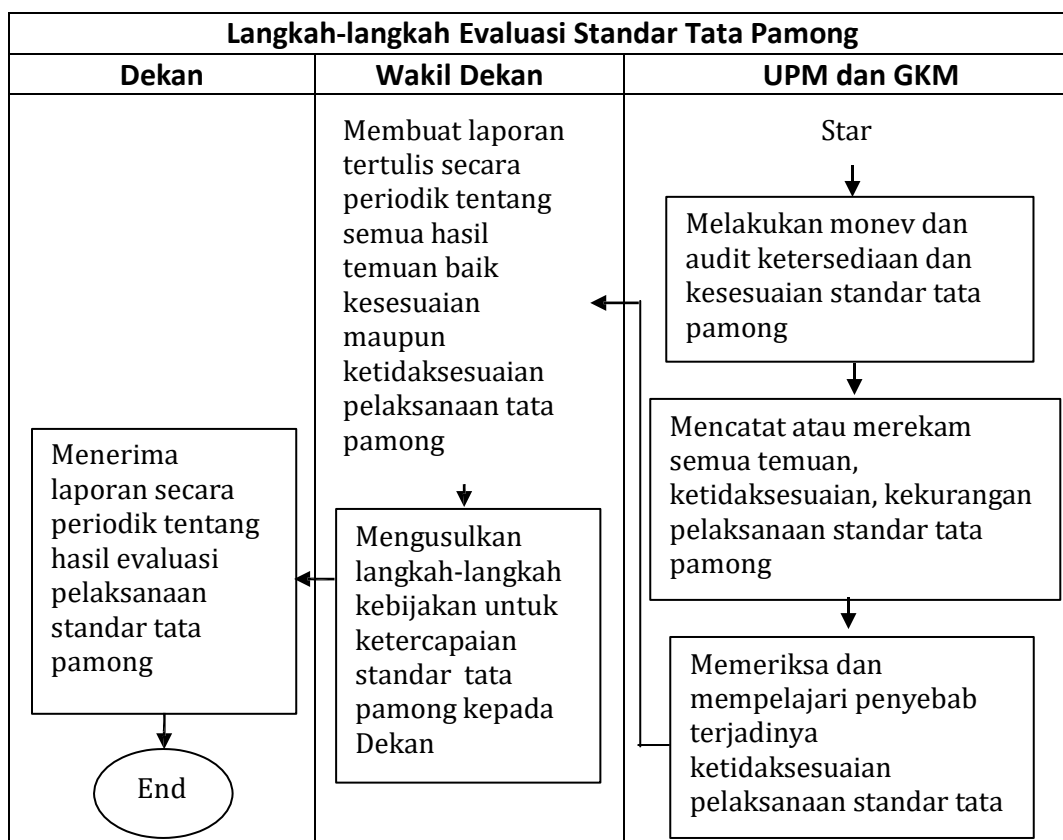 Langkah-langkah Evaluasi Standar Tata Pamong
Dekan
Wakil Dekan
UPM dan GKM
Star
Melakukan monev dan
audit ketersediaan dan
kesesuaian standar tata
pamong
Mencatat atau merekam
semua temuan,
ketidaksesuaian, kekurangan
pelaksanaan standar tata
pamong
Memeriksa dan
mempelajari penyebab
terjadinya
ketidaksesuaian
pelaksanaan standar tata
Membuat laporan
tertulis secara
periodik tentang
semua hasil
temuan baik
kesesuaian
maupun
ketidaksesuaian
pelaksanaan tata
pamong
Mengusulkan
langkah-langkah
kebijakan untuk
ketercapaian
standar tata
pamong kepada
Dekan
Menerima
laporan secara
periodik tentang
hasil evaluasi
pelaksanaan
standar tata
pamong
End